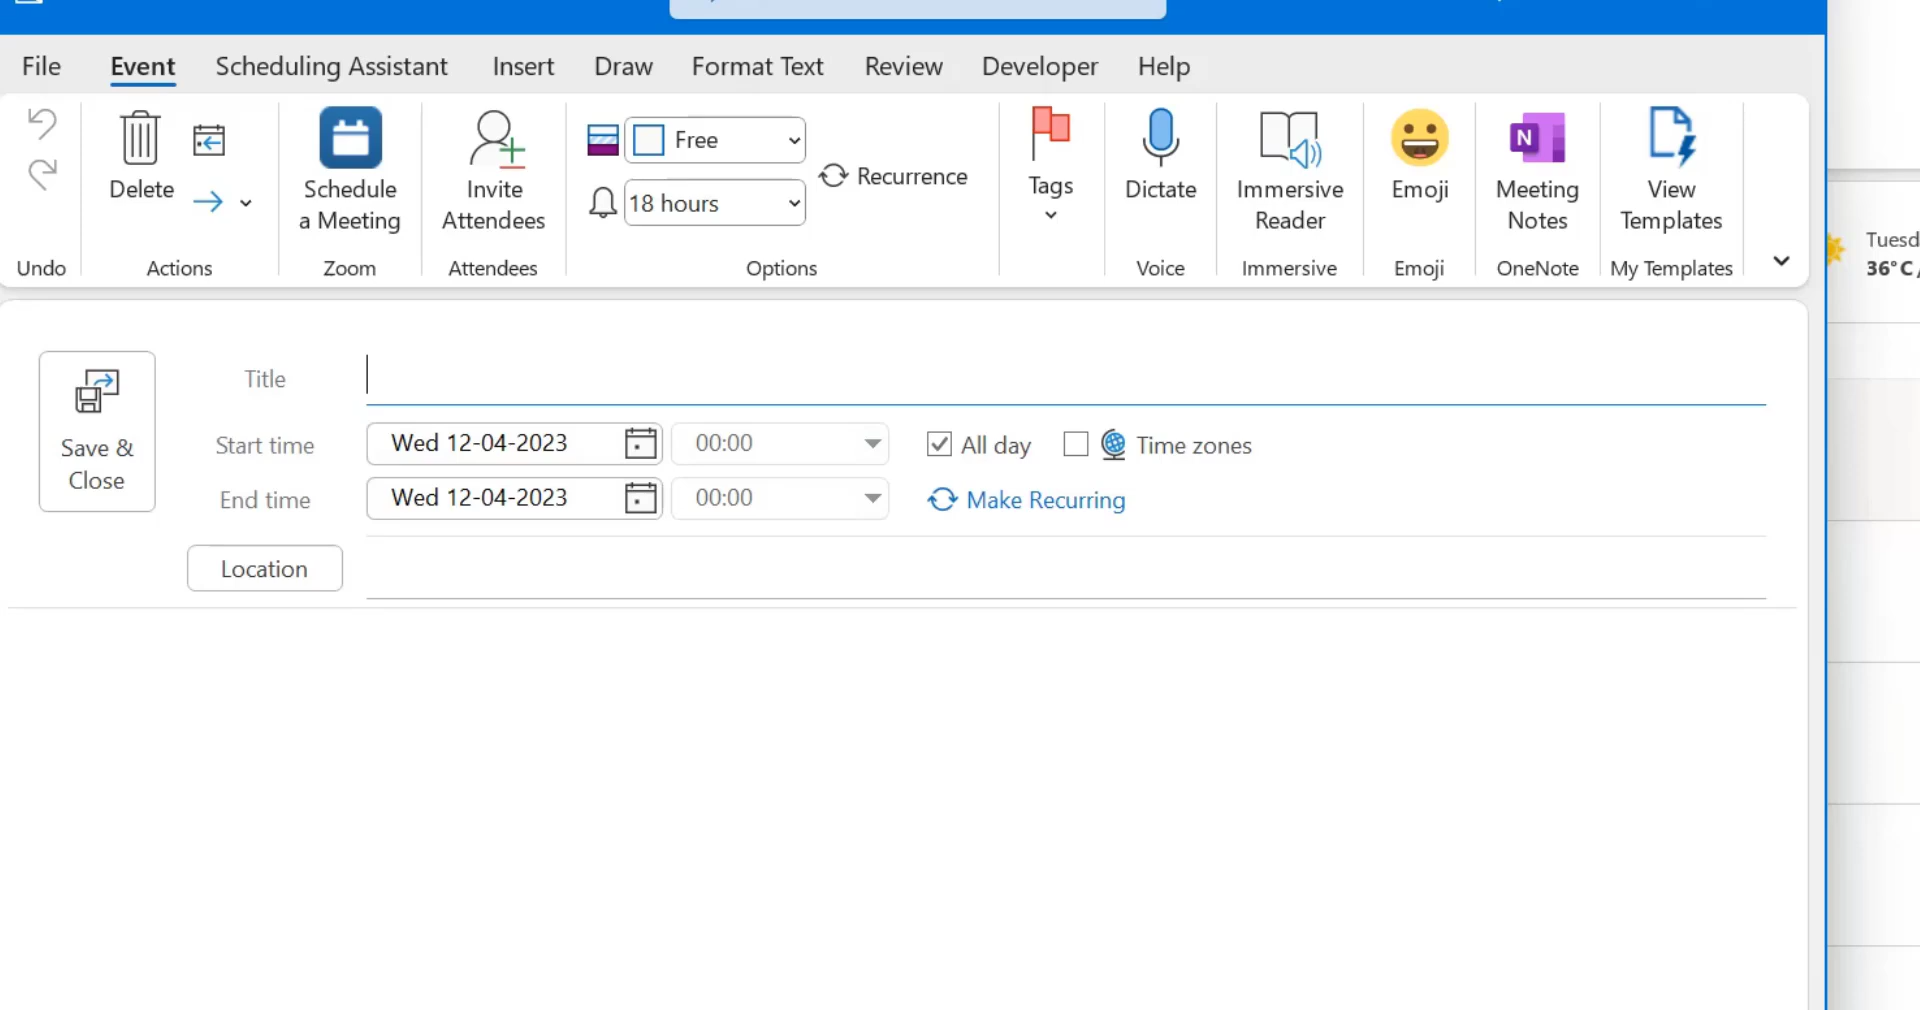 File Event Scheduling Assistant Insert Draw Format Text Review Developer Help
Undo
Delete
Actions
Schedule
a Meeting
Zoom
Invite
Attendees
Attendees
Free
18 hours
Recurrence
Options
Tags
Dictate
Voice
Immersive
Reader
Immersive
Emoji
Emoji
N
Meeting
Notes
OneNote
View
Templates
My Templates
Tuesd
36°C /
Save &
Close
Title
Start time Wed 12-04-2023 00:00 All day Time zones
End time Wed 12-04-2023 00:00 Make Recurring
Location